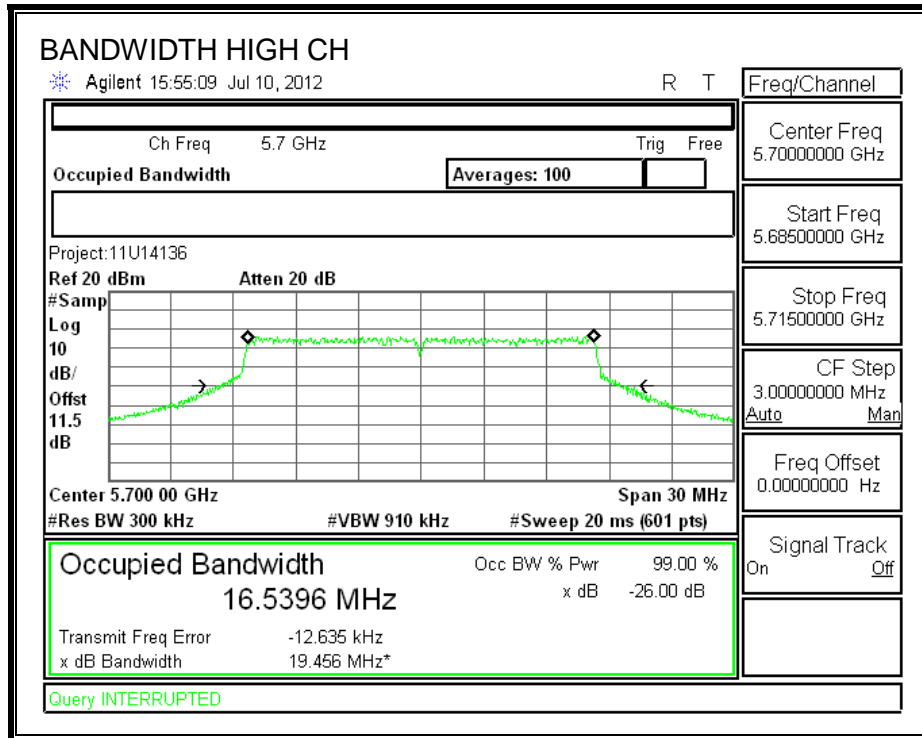 BANDWIDTH HIGH CH
Agilent 15:55:09 Jul 10, 2012 R T
Freq/Channel
Ch Freq 5.7 GHz Trig Free
Occupied Bandwidth Averages: 100
Project:11U14136
Ref 20 dBm Atten 20 dB
#Samp
Log
10
dB/
Offst
11.5
dB
Center 5.700 00 GHz Span 30 MHz
#Res BW 300 kHz #VBW 910 kHz #Sweep 20 ms (601 pts)
Occupied Bandwidth Occ BW % Pwr 99.00 %
16.5396 MHz x dB -26.00 dB
Transmit Freq Error -12.635 kHz
x dB Bandwidth 19.456 MHz*
Query INTERRUPTED
Center Freq
5.70000000 GHz
Start Freq
5.68500000 GHz
Stop Freq
5.71500000 GHz
CF Step
3.00000000 MHz
Auto Man
Freq Offset
0.00000000 Hz
Signal Track
On Off